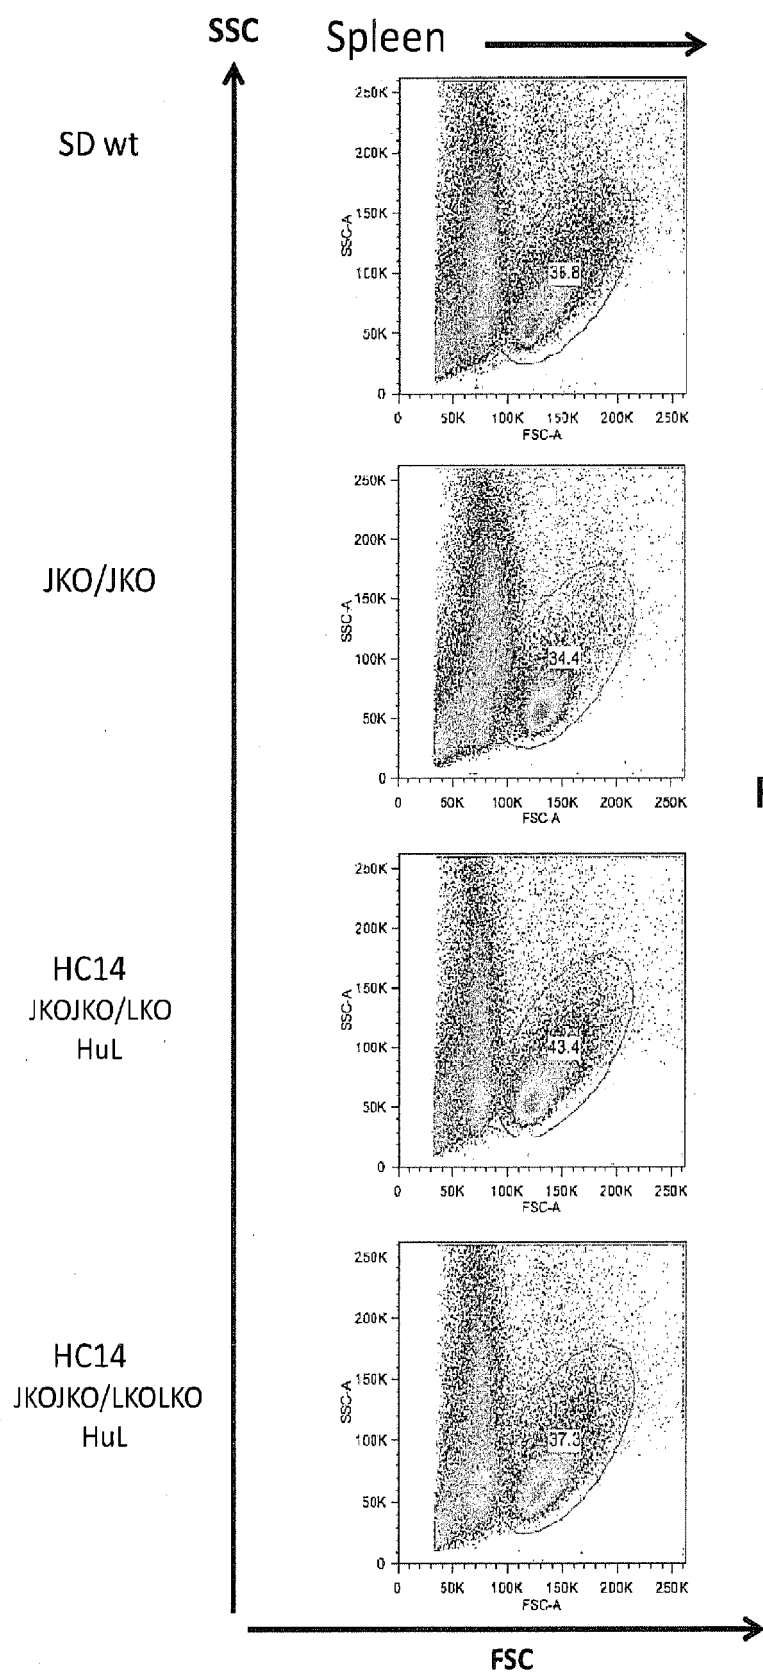 SSC
Spleen
SD wt
250K
200K
150K
100K
50K
0
SSC-A
36.8
0 50K 100K 150K 200K 250K
FSC-A
JKO/JKO
250K
200K
150K
100K
50K
0
SSC-A
34.4
0 50K 100K 150K 200K 250K
FSC-A
HC14
JKOJKO/LKO
HuL
250K
200K
150K
100K
50K
0
SSC-A
43.4
0 50K 100K 150K 200K 250K
FSC-A
HC14
JKOJKO/LKOLKO
HuL
250K
200K
150K
100K
50K
0
SSC-A
37.3
0 50K 100K 150K 200K 250K
FSC-A
FSC